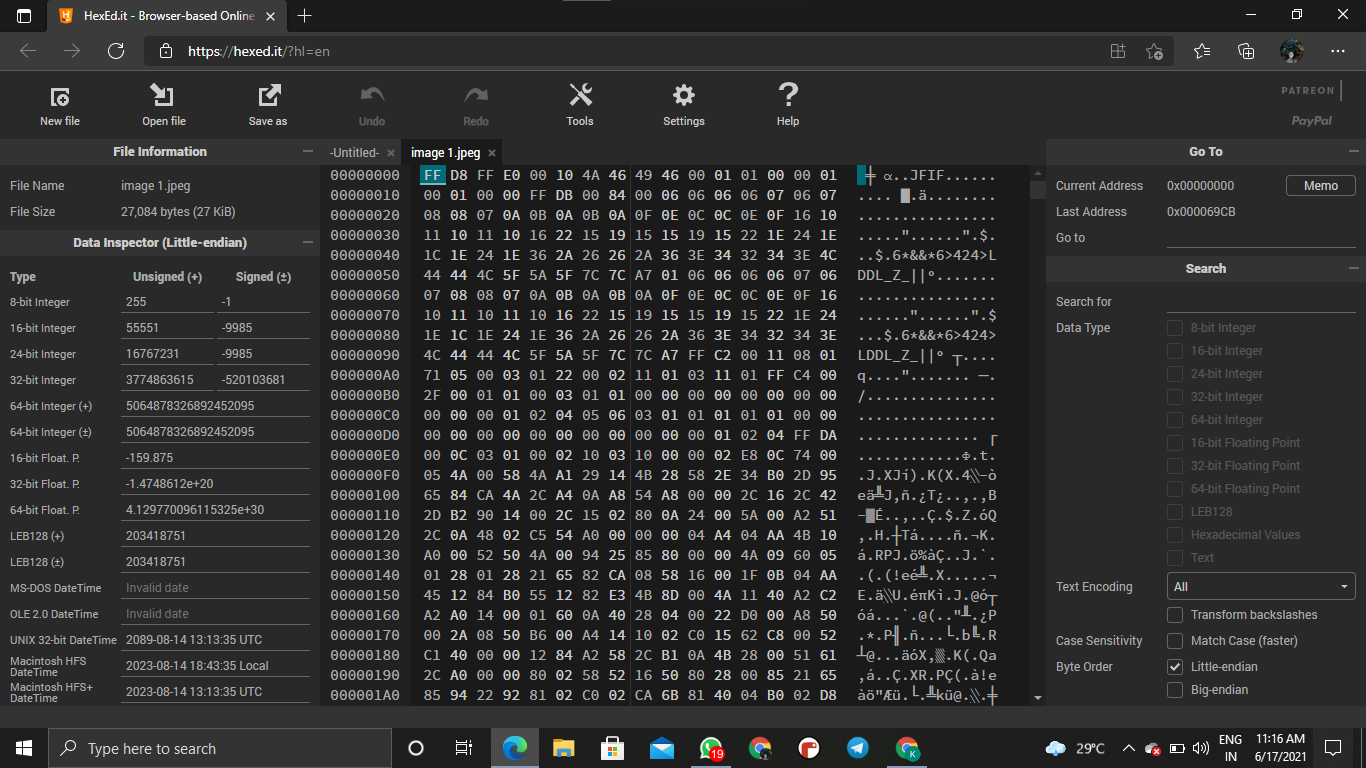 HexEd.it - Browser-based Online
https://hexed.it/?hl=en
New file Open file Save as Undo Redo Tools Settings Help
PATREON
PayPal
File Information
File Name image 1.jpeg
File Size 27,084 bytes (27 KiB)
Data Inspector (Little-endian)
Type Unsigned (+) Signed (±)
8-bit Integer 255 -1
16-bit Integer 55551 -9985
24-bit Integer 16767231 -9985
32-bit Integer 3774863615 -520103681
64-bit Integer (+) 5064878326892452095
64-bit Integer (±) 5064878326892452095
16-bit Float. P. -159.875
32-bit Float. P. -1.4748612e+20
64-bit Float. P. 4.129770096115325e+30
LEB128 (+) 203418751
LEB128 (±) 203418751
MS-DOS DateTime Invalid date
OLE 2.0 DateTime Invalid date
UNIX 32-bit DateTime 2089-08-14 13:13:35 UTC
Macintosh HFS DateTime 2023-08-14 18:43:35 Local
Macintosh HFS+ DateTime 2023-08-14 13:13:35 UTC
-Untitled- image 1.jpeg
00000000 FF D8 FF E0 00 10 4A 46 49 46 00 01 01 00 00 01
00000010 00 01 00 00 FF DB 00 84 00 06 06 06 06 07 06 07
00000020 08 08 07 0A 0B 0A 0B 0A 0F 0E 0C 0C 0E 0F 16 10
00000030 11 10 11 10 16 22 15 19 15 15 19 15 22 1E 24 1E
00000040 1C 1E 24 1E 36 2A 26 26 2A 36 3E 34 32 34 3E 4C
00000050 44 44 4C 5F 5A 5F 7C 7C A7 01 06 06 06 06 07 06
00000060 07 08 08 07 0A 0B 0A 0B 0A 0F 0E 0C 0C 0E 0F 16
00000070 10 11 10 11 10 16 22 15 19 15 15 19 15 22 1E 24
00000080 1E 1C 1E 24 1E 36 2A 26 26 2A 36 3E 34 32 34 3E
00000090 4C 44 44 4C 5F 5A 5F 7C 7C A7 FF C2 00 11 08 01
000000A0 71 05 00 03 01 22 00 02 11 01 03 11 01 FF C4 00
000000B0 2F 00 01 01 00 03 01 01 00 00 00 00 00 00 00 00
000000C0 00 00 00 01 02 04 05 06 03 01 01 01 01 01 00 00
000000D0 00 00 00 00 00 00 00 00 00 00 01 02 04 FF DA
000000E0 00 0C 03 01 00 02 10 03 10 00 00 02 E8 0C 74 00
000000F0 05 4A 00 58 4A A1 29 14 4B 28 58 2E 34 B0 2D 95
00000100 65 84 CA 4A 2C A4 0A A8 54 A8 00 00 2C 16 2C 42
00000110 2D B2 90 14 00 2C 15 02 80 0A 24 00 5A 00 A2 51
00000120 2C 0A 48 02 C5 54 A0 00 00 00 04 A4 04 AA 4B 10
00000130 A0 00 52 50 4A 00 94 25 85 80 00 00 4A 09 60 05
00000140 01 28 01 28 21 65 82 CA 08 58 16 00 1F 0B 04 AA
00000150 45 12 84 B0 55 12 82 E3 4B 8D 00 4A 11 40 A2 C2
00000160 A2 A0 14 00 01 60 0A 40 28 04 00 22 D0 00 A8 50
00000170 00 2A 08 50 B6 00 A4 14 10 02 C0 15 62 C8 00 52
00000180 C1 40 00 00 12 84 A2 58 2C B1 0A 4B 28 00 51 61
00000190 2C A0 00 00 80 02 58 52 16 50 80 28 00 85 21 65
000001A0 85 94 22 92 81 02 C0 02 CA 6B 81 40 04 B0 02 D8
Go To
Current Address 0x00000000 Memo
Last Address 0x000069CB
Go to
Search
Search for
Data Type 8-bit Integer
16-bit Integer
24-bit Integer
32-bit Integer
64-bit Integer
16-bit Floating Point
32-bit Floating Point
64-bit Floating Point
LEB128
Hexadecimal Values
Text
Text Encoding All
Transform backslashes
Case Sensitivity Match Case (faster)
Byte Order Little-endian
Big-endian
Type here to search
19
K
29°C
ENG
IN
11:16 AM
6/17/2021